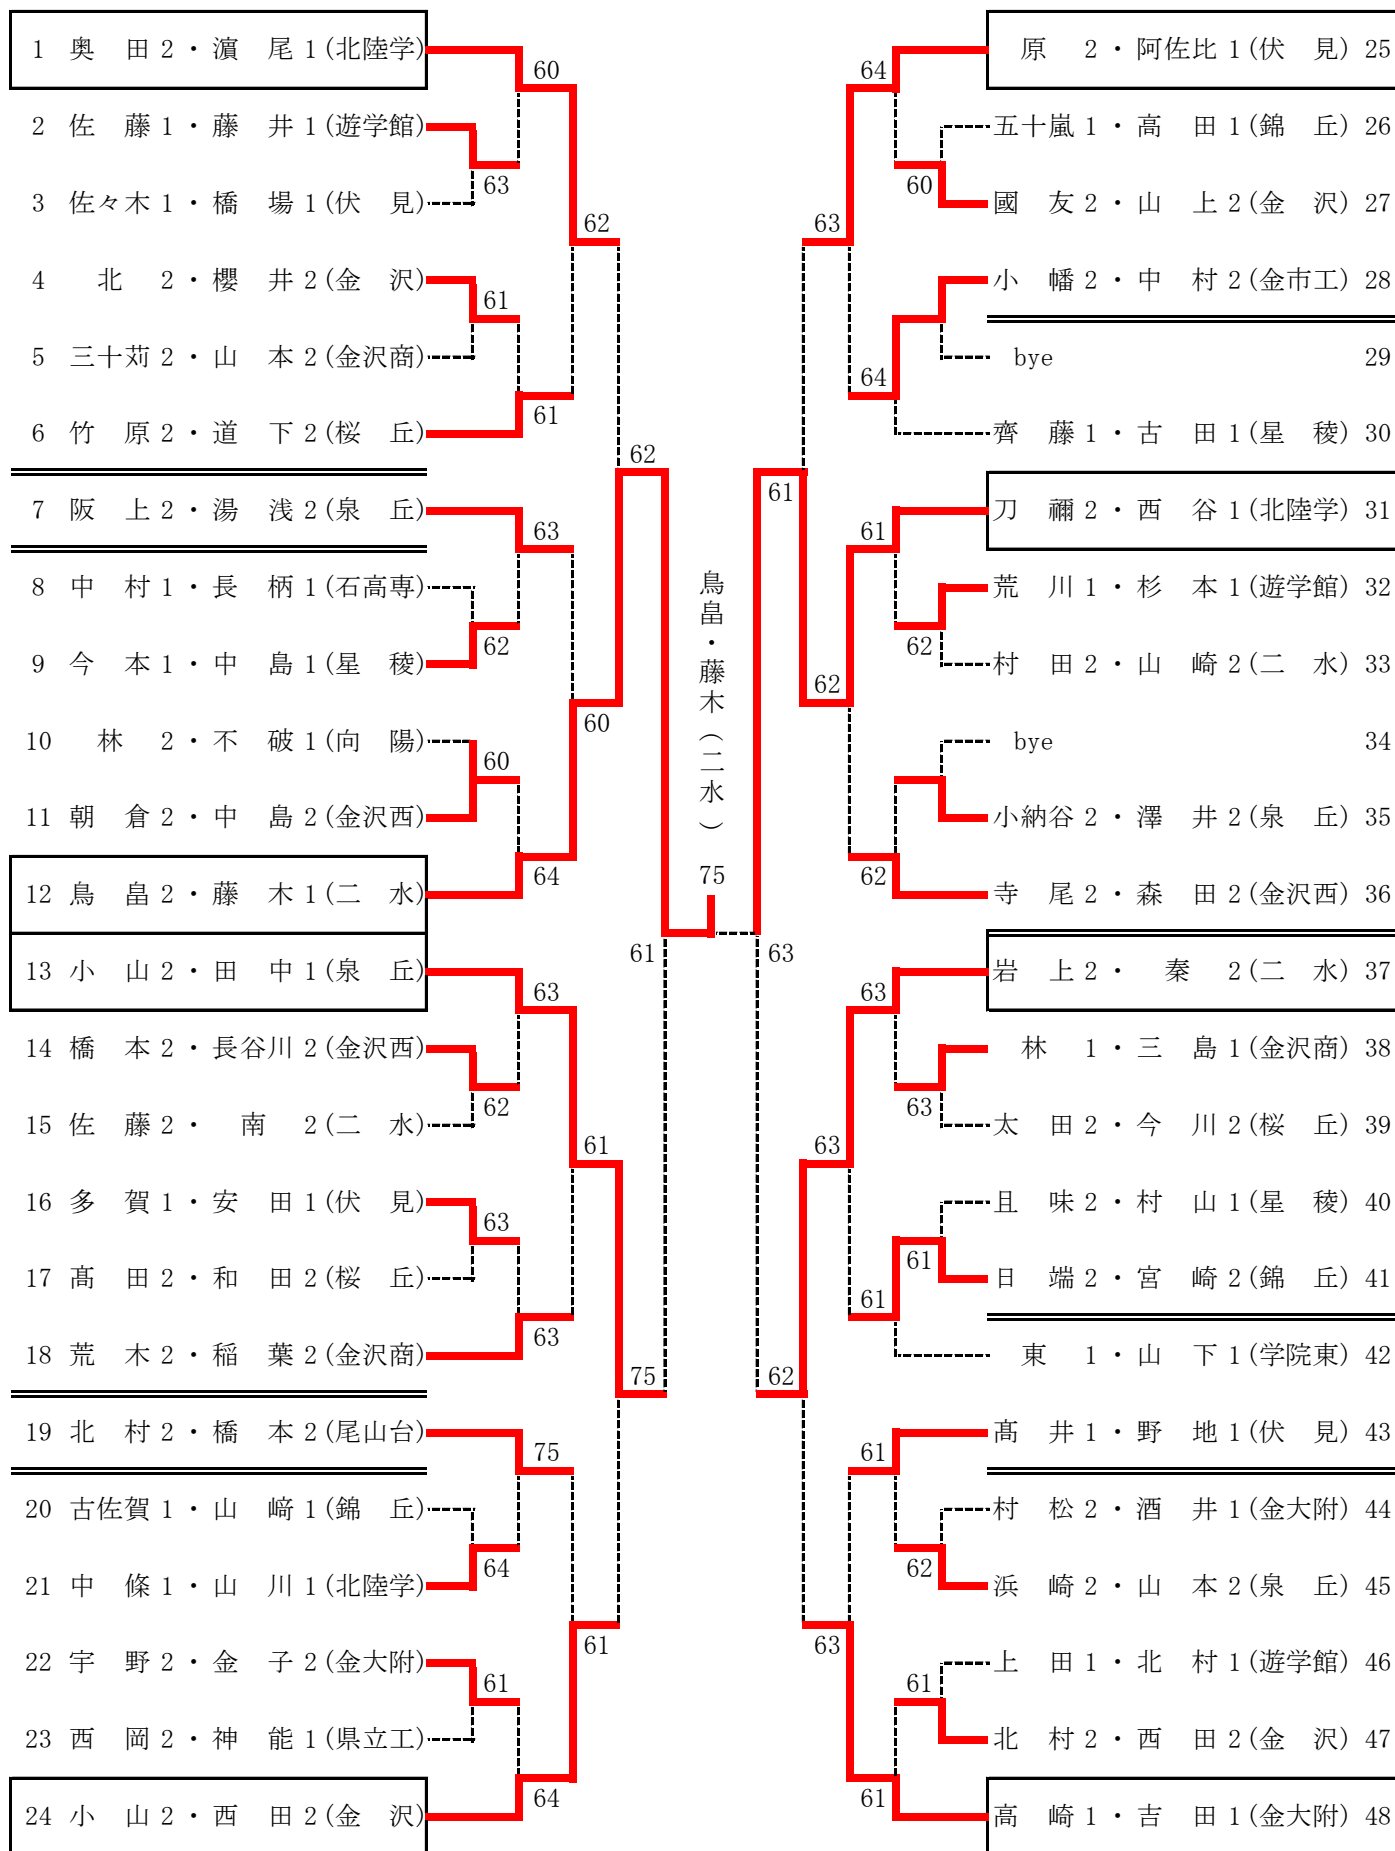 1 奥 田 2・濵 尾 1(北陸学)
2 佐 藤 1・藤 井 1(遊学館)
3 佐々木 1・橋 場 1(伏 見)
4 北 2・櫻 井 2(金 沢)
5 三十苅 2・山 本 2(金沢商)
6 竹 原 2・道 下 2(桜 丘)
7 阪 上 2・湯 浅 2(泉 丘)
8 中 村 1・長 柄 1(石高専)
9 今 本 1・中 島 1(星 稜)
10 林 2・不 破 1(向 陽)
11 朝 倉 2・中 島 2(金沢西)
12 鳥 畠 2・藤 木 1(二 水)
13 小 山 2・田 中 1(泉 丘)
14 橋 本 2・長谷川 2(金沢西)
15 佐 藤 2・ 南 2(二 水)
16 多 賀 1・安 田 1(伏 見)
17 髙 田 2・和 田 2(桜 丘)
18 荒 木 2・稲 葉 2(金沢商)
19 北 村 2・橋 本 2(尾山台)
20 古佐賀 1・山 﨑 1(錦 丘)
21 中 條 1・山 川 1(北陸学)
22 宇 野 2・金 子 2(金大附)
23 西 岡 2・神 能 1(県立工)
24 小 山 2・西 田 2(金 沢)
60
63
61
61
63
62
60
64
63
62
63
63
75
64
61
64
62
60
61
61
62
75
61
鳥畠・藤木(二水)
75
61
63
62
63
62
63
63
64
60
64
61
62
62
63
63
61
61
61
62
61
61
原 2・阿佐比 1(伏 見) 25
五十嵐 1・高 田 1(錦 丘) 26
國 友 2・山 上 2(金 沢) 27
小 幡 2・中 村 2(金市工) 28
bye 29
齊 藤 1・古 田 1(星 稜) 30
刀 禰 2・西 谷 1(北陸学) 31
荒 川 1・杉 本 1(遊学館) 32
村 田 2・山 崎 2(二 水) 33
bye 34
小納谷 2・澤 井 2(泉 丘) 35
寺 尾 2・森 田 2(金沢西) 36
岩 上 2・ 秦 2(二 水) 37
林 1・三 島 1(金沢商) 38
太 田 2・今 川 2(桜 丘) 39
且 味 2・村 山 1(星 稜) 40
日 端 2・宮 崎 2(錦 丘) 41
東 1・山 下 1(学院東) 42
髙 井 1・野 地 1(伏 見) 43
村 松 2・酒 井 1(金大附) 44
浜 崎 2・山 本 2(泉 丘) 45
上 田 1・北 村 1(遊学館) 46
北 村 2・西 田 2(金 沢) 47
高 崎 1・吉 田 1(金大附) 48